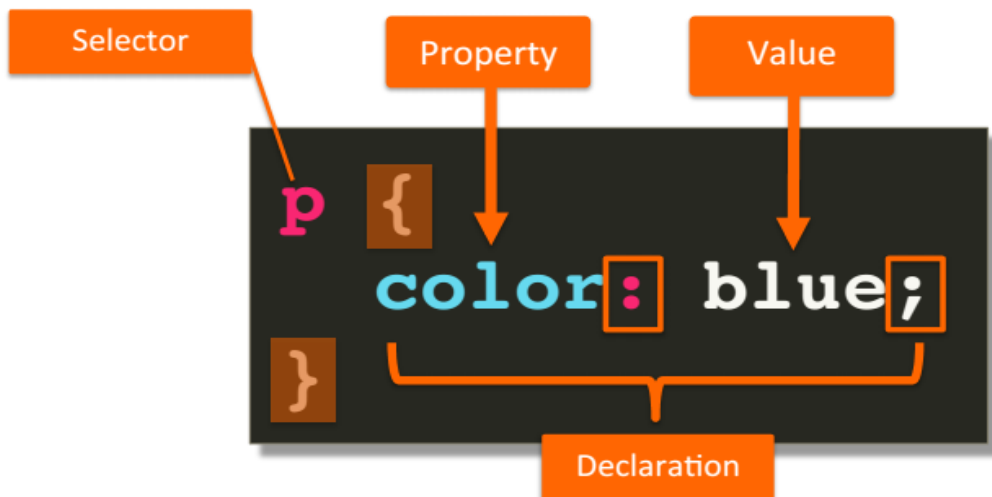 Selector
Property
Value
p {
color: blue;
}
Declaration